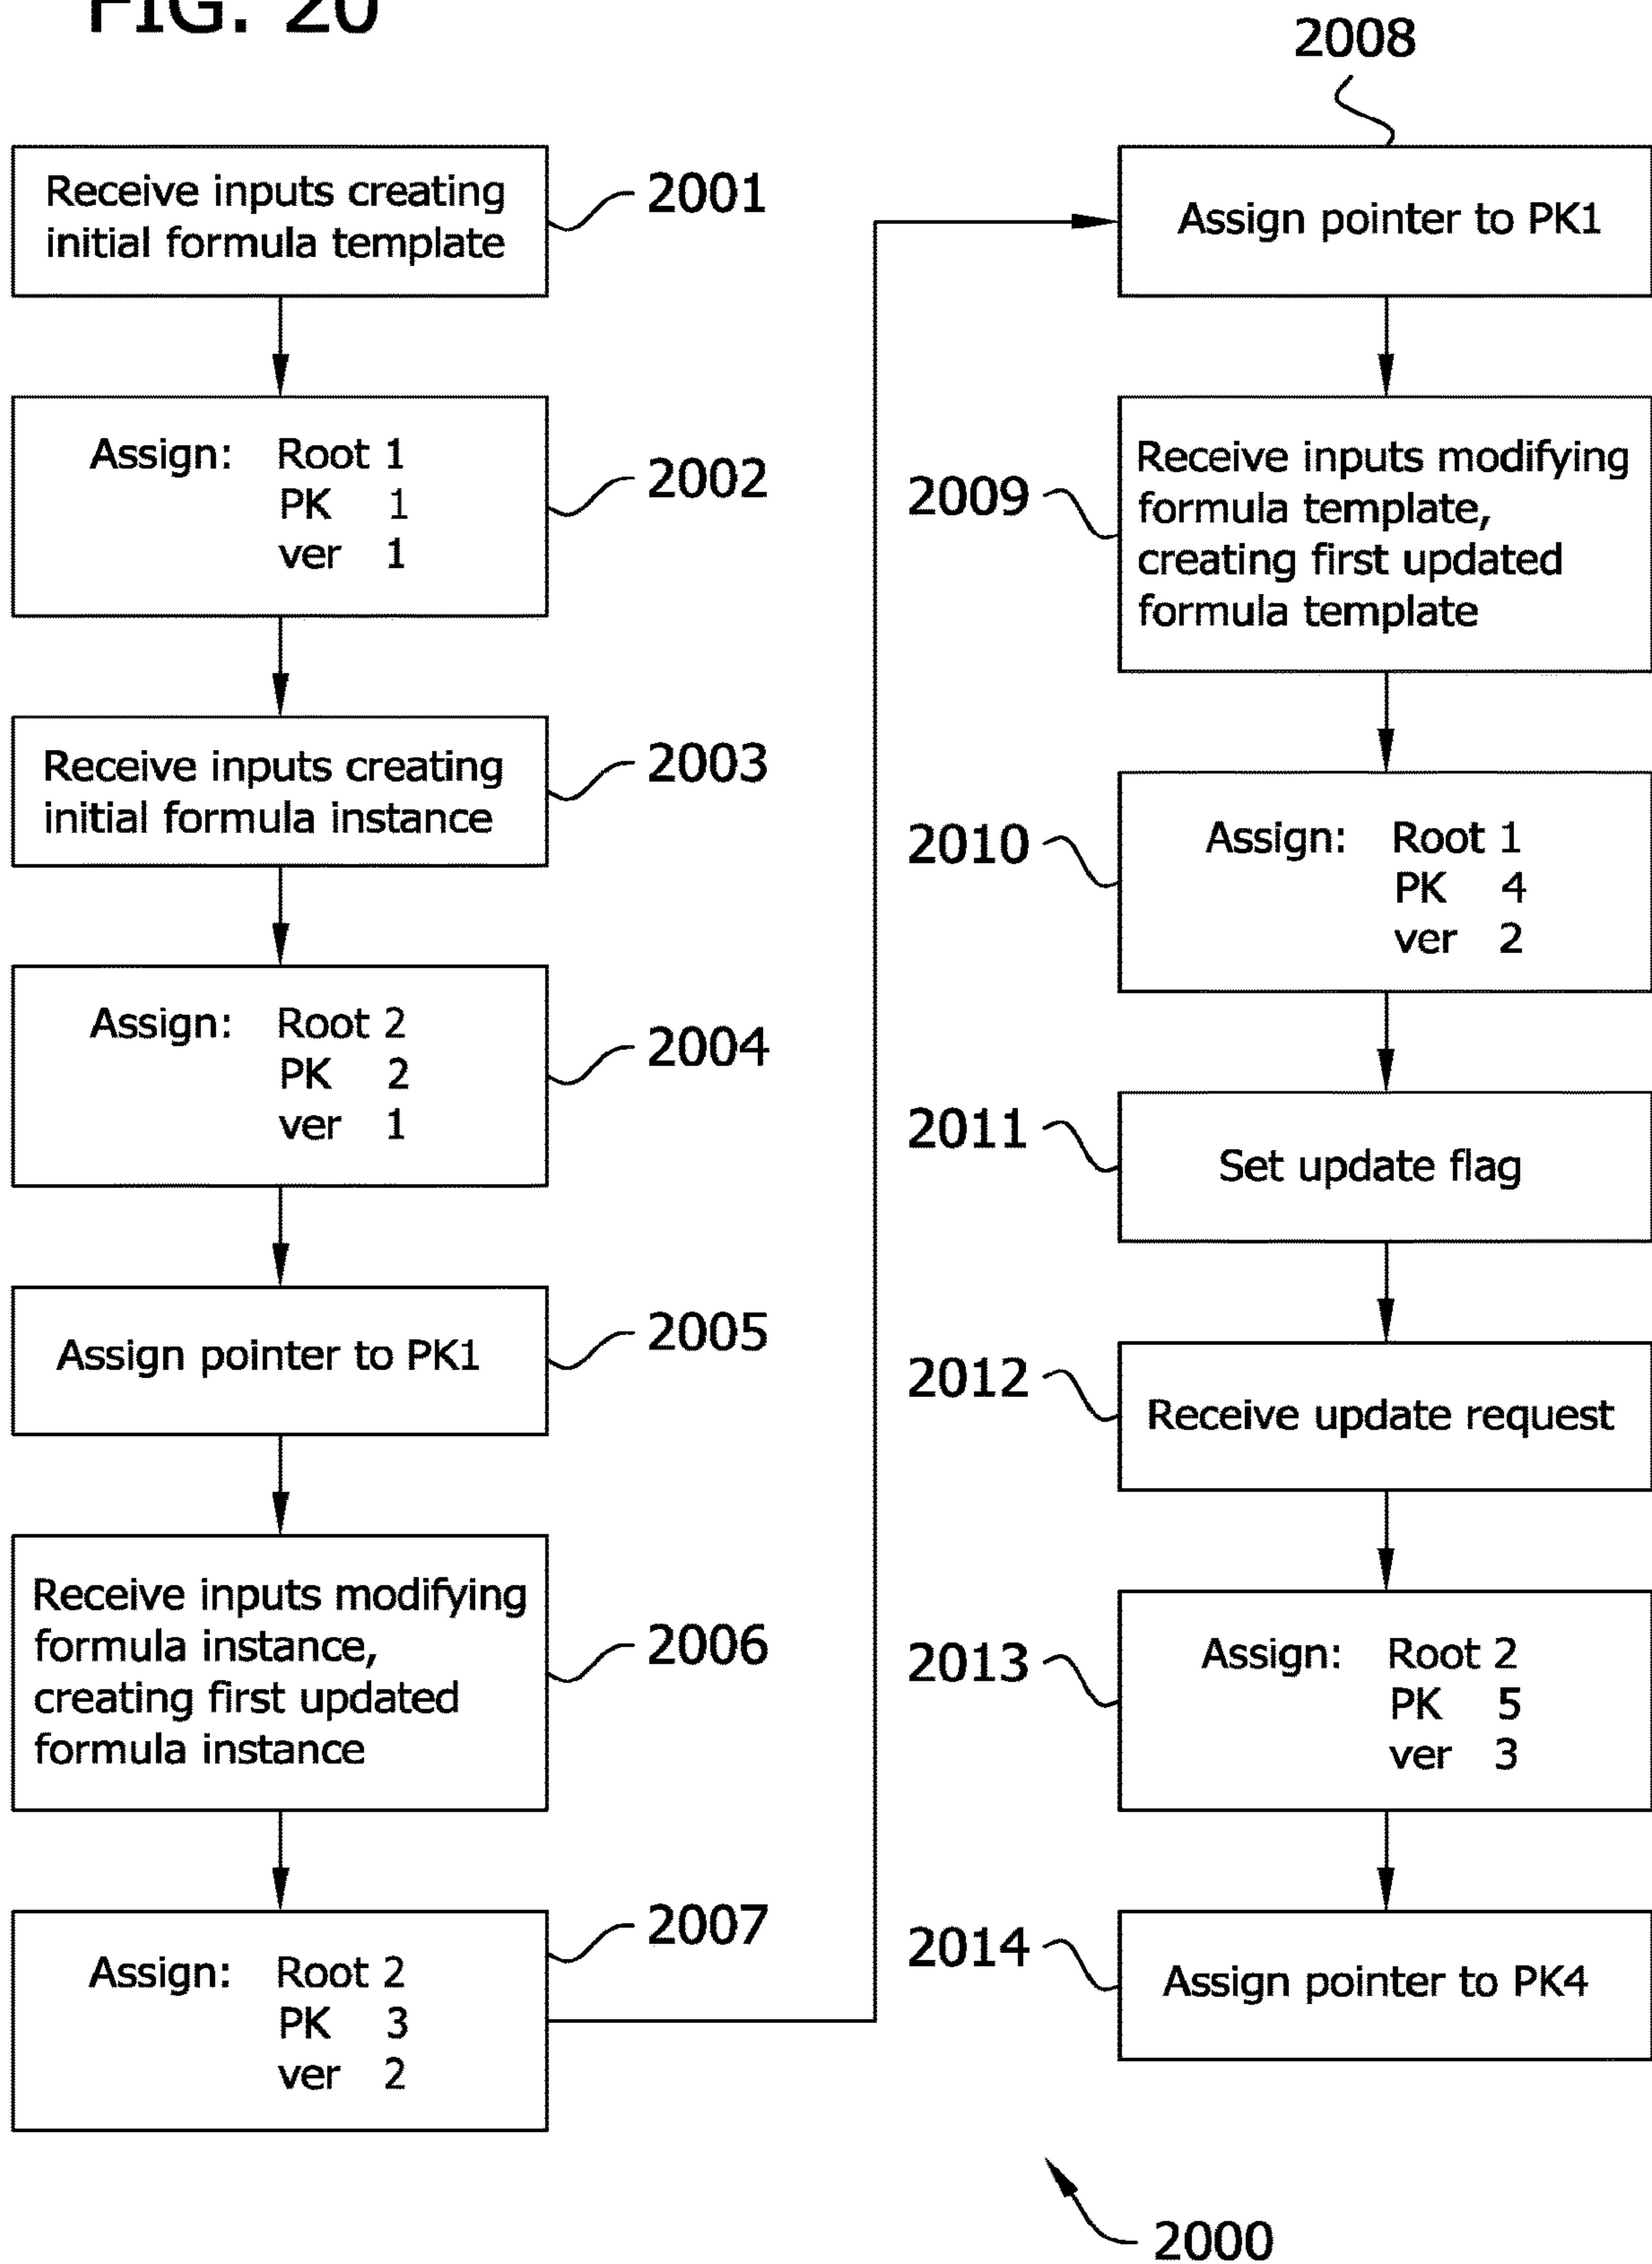 FIG. 20
Receive inputs creating
initial formula template
2001
Assign: Root 1
PK 1
ver 1
2002
Receive inputs creating
initial formula instance
2003
Assign: Root 2
PK 2
ver 1
2004
Assign pointer to PK1
2005
Receive inputs modifying
formula instance,
creating first updated
formula instance
2006
Assign: Root 2
PK 3
ver 2
2007
2008
Assign pointer to PK1
2009
Receive inputs modifying
formula template,
creating first updated
formula template
2010
Assign: Root 1
PK 4
ver 2
2011
Set update flag
2012
Receive update request
2013
Assign: Root 2
PK 5
ver 3
2014
Assign pointer to PK4
2000